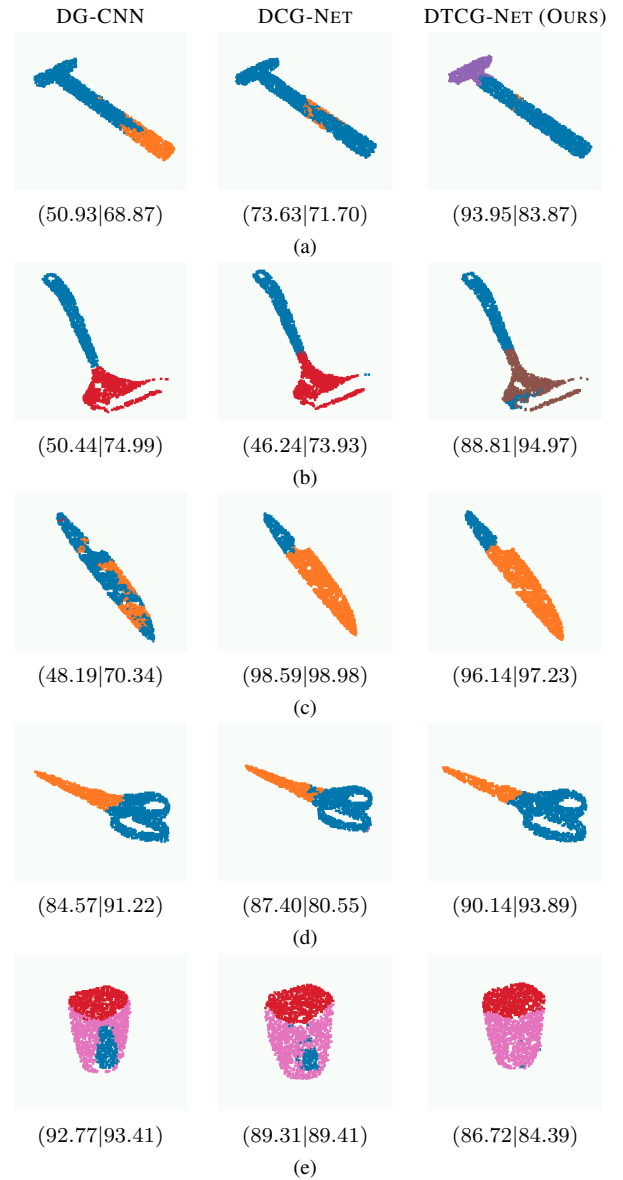 DG-CNN DCG-NET DTCG-NET (OURS)
(50.93|68.87) (73.63|71.70) (93.95|83.87)
(a)
(50.44|74.99) (46.24|73.93) (88.81|94.97)
(b)
(48.19|70.34) (98.59|98.98) (96.14|97.23)
(c)
(84.57|91.22) (87.40|80.55) (90.14|93.89)
(d)
(92.77|93.41) (89.31|89.41) (86.72|84.39)
(e)